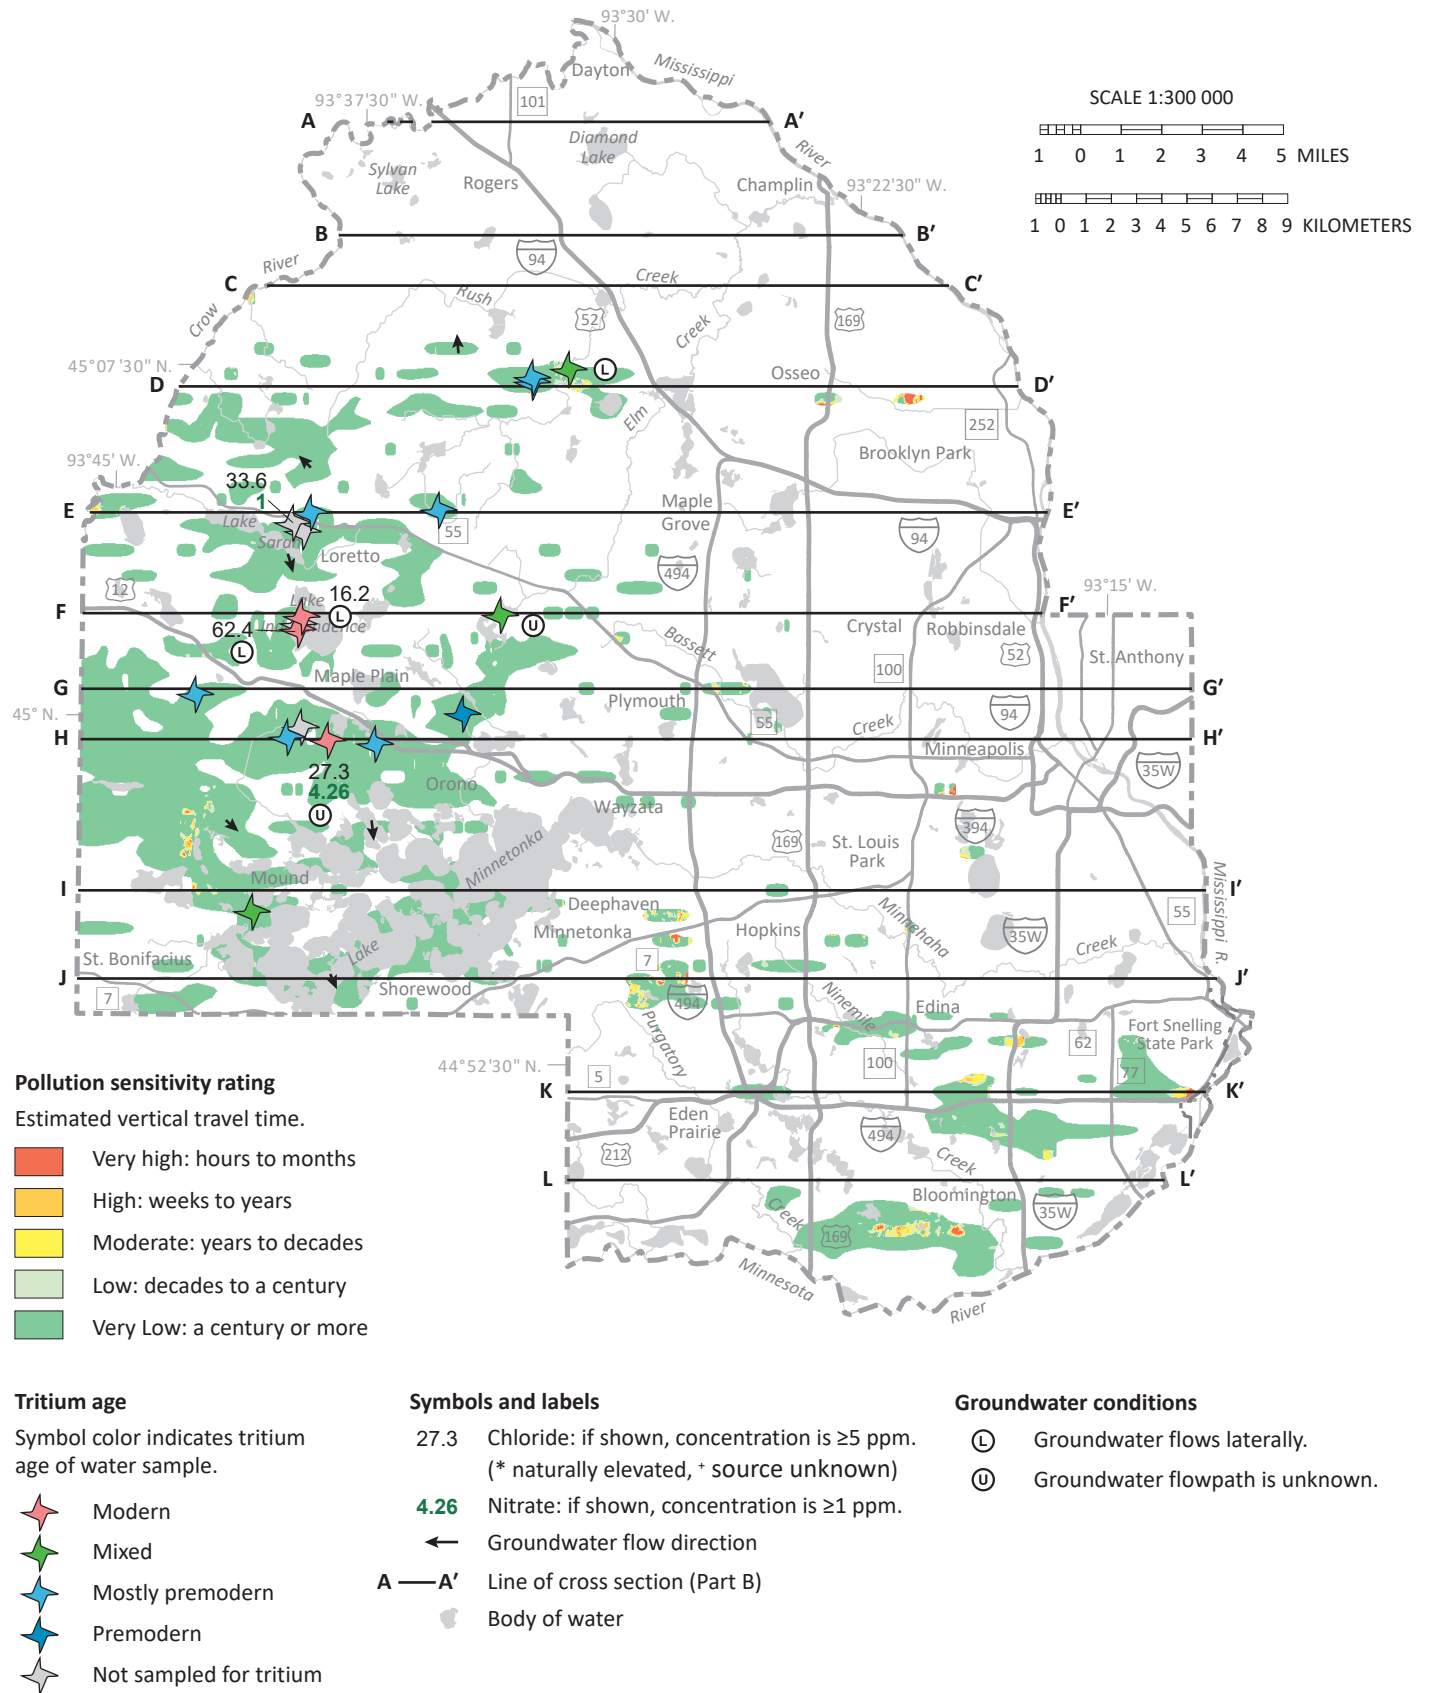 93°30' W.
Dayton
Mississippi
93°37'30" W.
101
A
A′
SCALE 1:300 000
1 0 1 2 3 4 5 MILES
1 0 1 2 3 4 5 6 7 8 9 KILOMETERS
Diamond
Lake
River
Sylvan
Lake
Rogers
Champlin
93°22'30" W.
B
B′
94
River
Creek
C
C′
Rush
Crow
52
Creek
169
45°07'30" N.
L
Osseo
D
D′
Elm
252
93°45' W.
Brooklyn Park
33.6
1
Maple
Grove
E
E′
Lake
Sarah
55
94
Loretto
494
12
93°15' W.
Lake
16.2
F
L
F′
62.4
Independence
U
Crystal
Robbinsdale
L
Bassett
52
St. Anthony
100
Maple Plain
G
G′
Plymouth
45° N.
55
Creek
94
H
H′
Minneapolis
27.3
4.26
35W
Orono
U
Wayzata
394
169
St. Louis
Park
Minnetonka
Mound
I
I′
Mississippi R.
Deephaven
55
Minnetonka
Hopkins
Minnehaha
35W
Creek
Lake
St. Bonifacius
7
J
J′
Shorewood
7
494
Ninemile
Edina
Purgatory
Fort Snelling
State Park
62
100
77
44°52'30" N.
5
K
K′
Eden
Prairie
494
212
Creek
L
L′
Bloomington
Creek
35W
169
Minnesota
River
Pollution sensitivity rating
Estimated vertical travel time.
Very high: hours to months
High: weeks to years
Moderate: years to decades
Low: decades to a century
Very Low: a century or more
Tritium age
Symbol color indicates tritium
age of water sample.
Modern
Mixed
Mostly premodern
Premodern
Not sampled for tritium
Symbols and labels
27.3 Chloride: if shown, concentration is ≥5 ppm.
(* naturally elevated, ⁺ source unknown)
4.26 Nitrate: if shown, concentration is ≥1 ppm.
Groundwater flow direction
A A′ Line of cross section (Part B)
Body of water
Groundwater conditions
L Groundwater flows laterally.
U Groundwater flowpath is unknown.